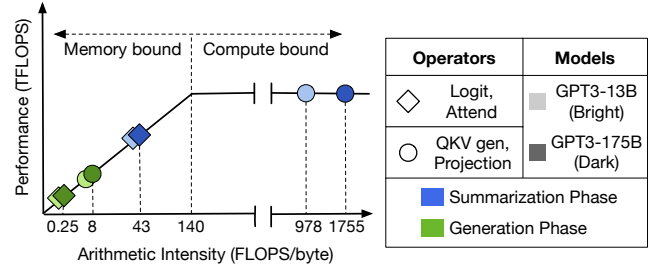 Performance (TFLOPS)
Memory bound
Compute bound
0.25
8
43
140
978
1755
Arithmetic Intensity (FLOPS/byte)
Operators
Models
Logit,
Attend
GPT3-13B
(Bright)
QKV gen,
Projection
GPT3-175B
(Dark)
Summarization Phase
Generation Phase